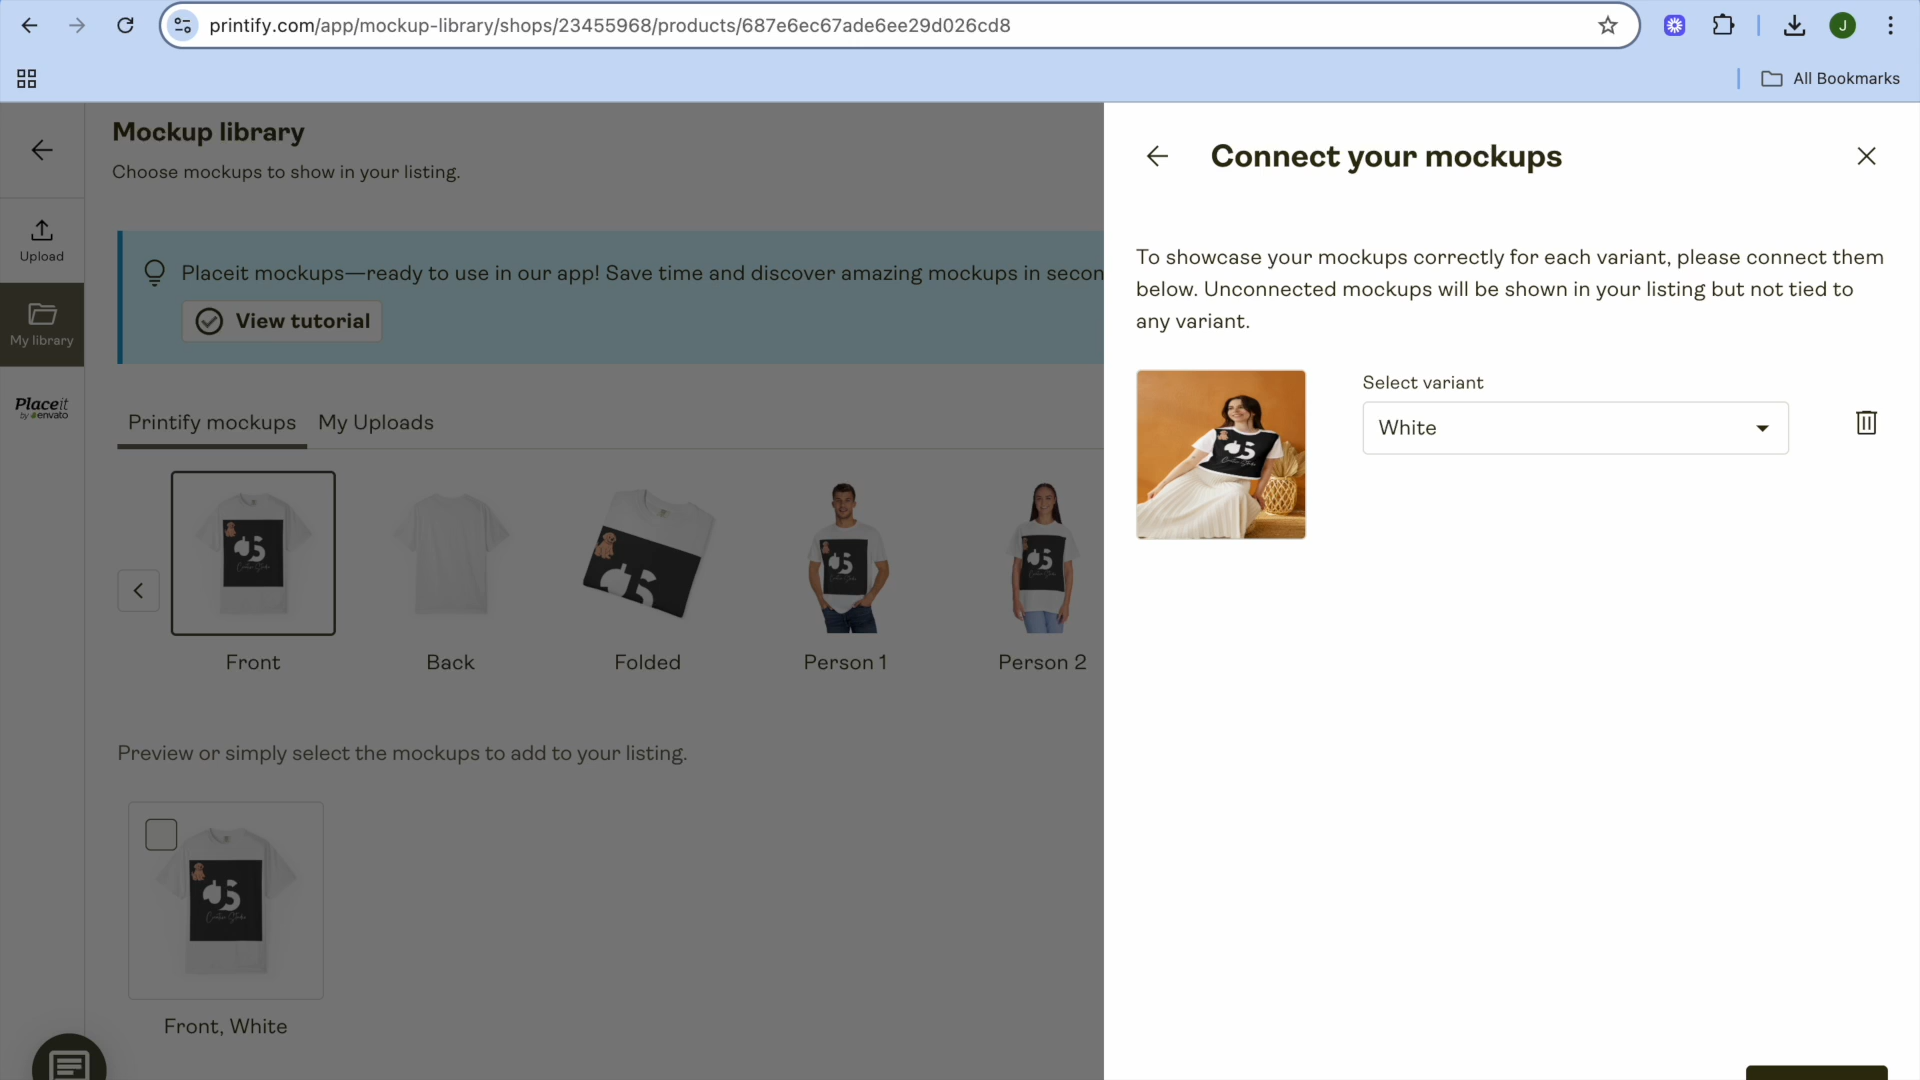 printify.com/app/mockup-library/shops/23455968/products/687e6ec67ade6ee29d026cd8
J
All Bookmarks
Mockup library
Choose mockups to show in your listing.
Upload
My library
Placeit
by envato
Placeit mockups—ready to use in our app! Save time and discover amazing mockups in secon
View tutorial
Printify mockups
My Uploads
Front
Back
Folded
Person 1
Person 2
Preview or simply select the mockups to add to your listing.
Front, White
Connect your mockups
To showcase your mockups correctly for each variant, please connect them
below. Unconnected mockups will be shown in your listing but not tied to
any variant.
Select variant
White